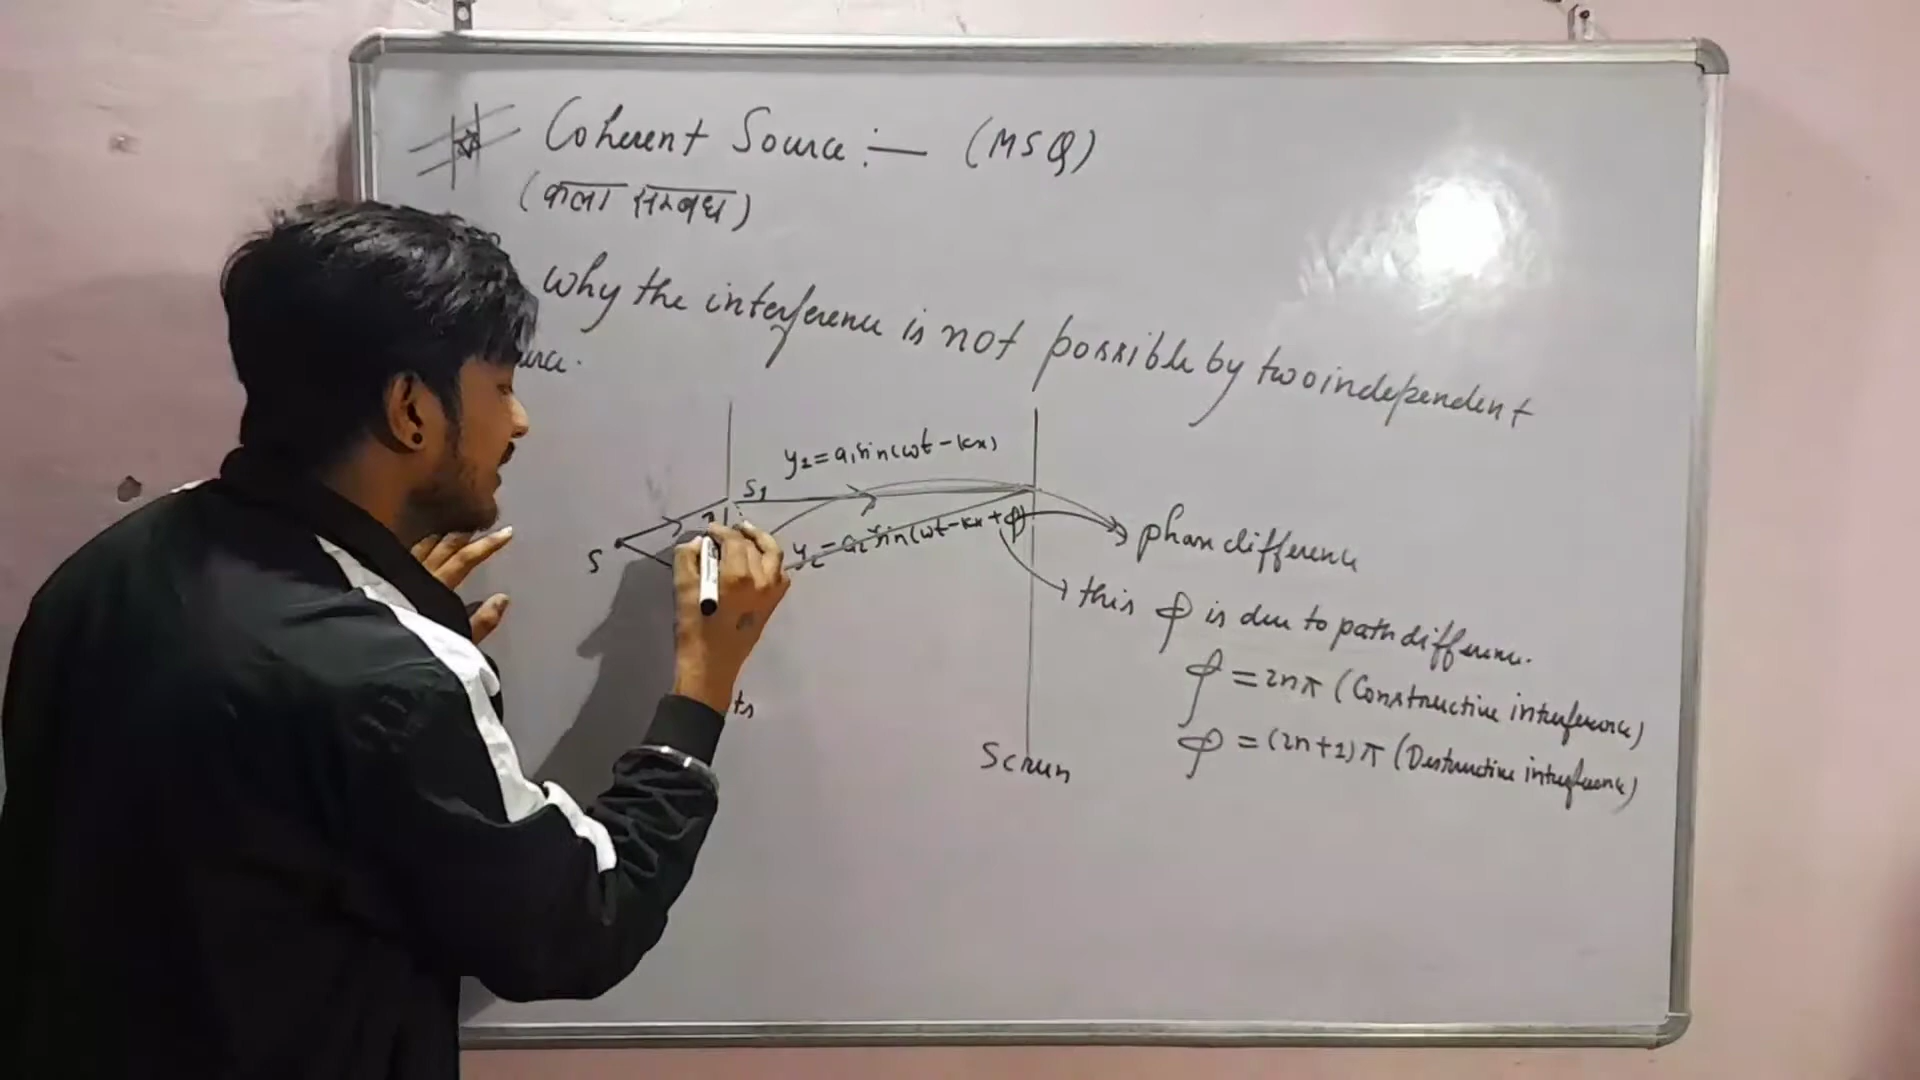 Coherent Source :— (MSQ)
(कला सम्बंध)
Why the interference is not possible by two independent
y₂ = a₁ sin(ωt - kx)
S₁
S
y₂ = a₂ sin(ωt - kx + φ)
phase difference
this φ is due to path difference.
φ = 2nπ (Constructive interference)
φ = (2n+1)π (Destructive interference)
Screen